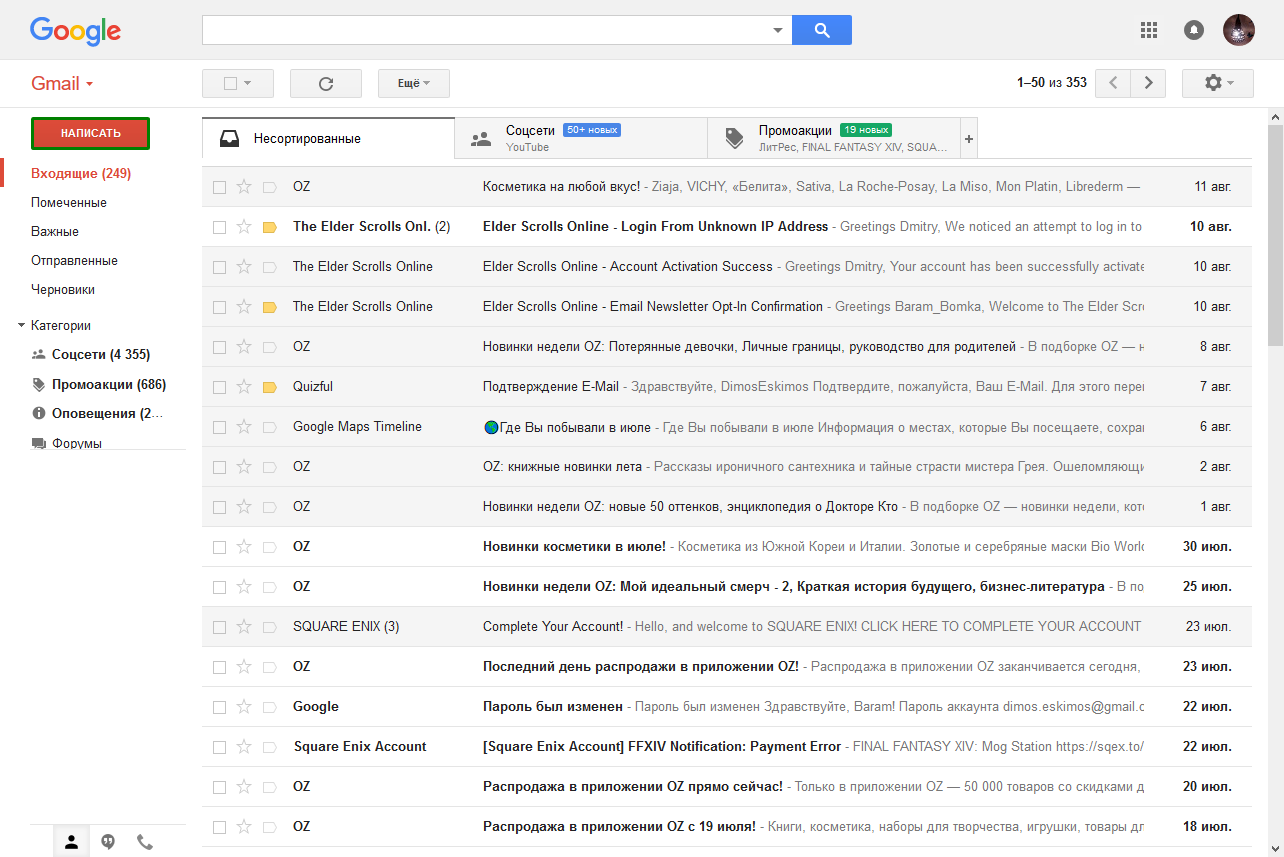 Google
Gmail
Ещё
1–50 из 353
НАПИСАТЬ
Входящие (249)
Помеченные
Важные
Отправленные
Черновики
Категории
Соцсети (4 355)
Промоакции (686)
Оповещения (2…
Форумы
Несортированные
Соцсети 50+ новых
YouTube
Промоакции 19 новых
ЛитРес, FINAL FANTASY XIV, SQUA…
+
OZ Косметика на любой вкус! - Ziaja, VICHY, «Белита», Sativa, La Roche-Posay, La Miso, Mon Platin, Librederm — 11 авг.
The Elder Scrolls Onl. (2) Elder Scrolls Online - Login From Unknown IP Address - Greetings Dmitry, We noticed an attempt to log in to 10 авг.
The Elder Scrolls Online Elder Scrolls Online - Account Activation Success - Greetings Dmitry, Your account has been successfully activate 10 авг.
The Elder Scrolls Online Elder Scrolls Online - Email Newsletter Opt-In Confirmation - Greetings Baram_Bomka, Welcome to The Elder Scro 10 авг.
OZ Новинки недели OZ: Потерянные девочки, Личные границы, руководство для родителей - В подборке OZ — н 8 авг.
Quizful Подтверждение E-Mail - Здравствуйте, DimosEskimos Подтвердите, пожалуйста, Ваш E-Mail. Для этого пере 7 авг.
Google Maps Timeline Где Вы побывали в июле - Где Вы побывали в июле Информация о местах, которые Вы посещаете, сохра 6 авг.
OZ OZ: книжные новинки лета - Рассказы ироничного сантехника и тайные страсти мистера Грея. Ошеломляющи 2 авг.
OZ Новинки недели OZ: новые 50 оттенков, энциклопедия о Докторе Кто - В подборке OZ — новинки недели, кото 1 авг.
OZ Новинки косметики в июле! - Косметика из Южной Кореи и Италии. Золотые и серебряные маски Bio World 30 июл.
OZ Новинки недели OZ: Мой идеальный смерч - 2, Краткая история будущего, бизнес-литература - В по 25 июл.
SQUARE ENIX (3) Complete Your Account! - Hello, and welcome to SQUARE ENIX! CLICK HERE TO COMPLETE YOUR ACCOUNT 23 июл.
OZ Последний день распродажи в приложении OZ! - Распродажа в приложении OZ заканчивается сегодня, 23 июл.
Google Пароль был изменен - Пароль был изменен Здравствуйте, Baram! Пароль аккаунта dimos.eskimos@gmail.c 22 июл.
Square Enix Account [Square Enix Account] FFXIV Notification: Payment Error - FINAL FANTASY XIV: Mog Station https://sqex.to/ 22 июл.
OZ Распродажа в приложении OZ прямо сейчас! - Только в приложении OZ — 50 000 товаров со скидками д 20 июл.
OZ Распродажа в приложении OZ с 19 июля! - Книги, косметика, наборы для творчества, игрушки, товары дл 18 июл.